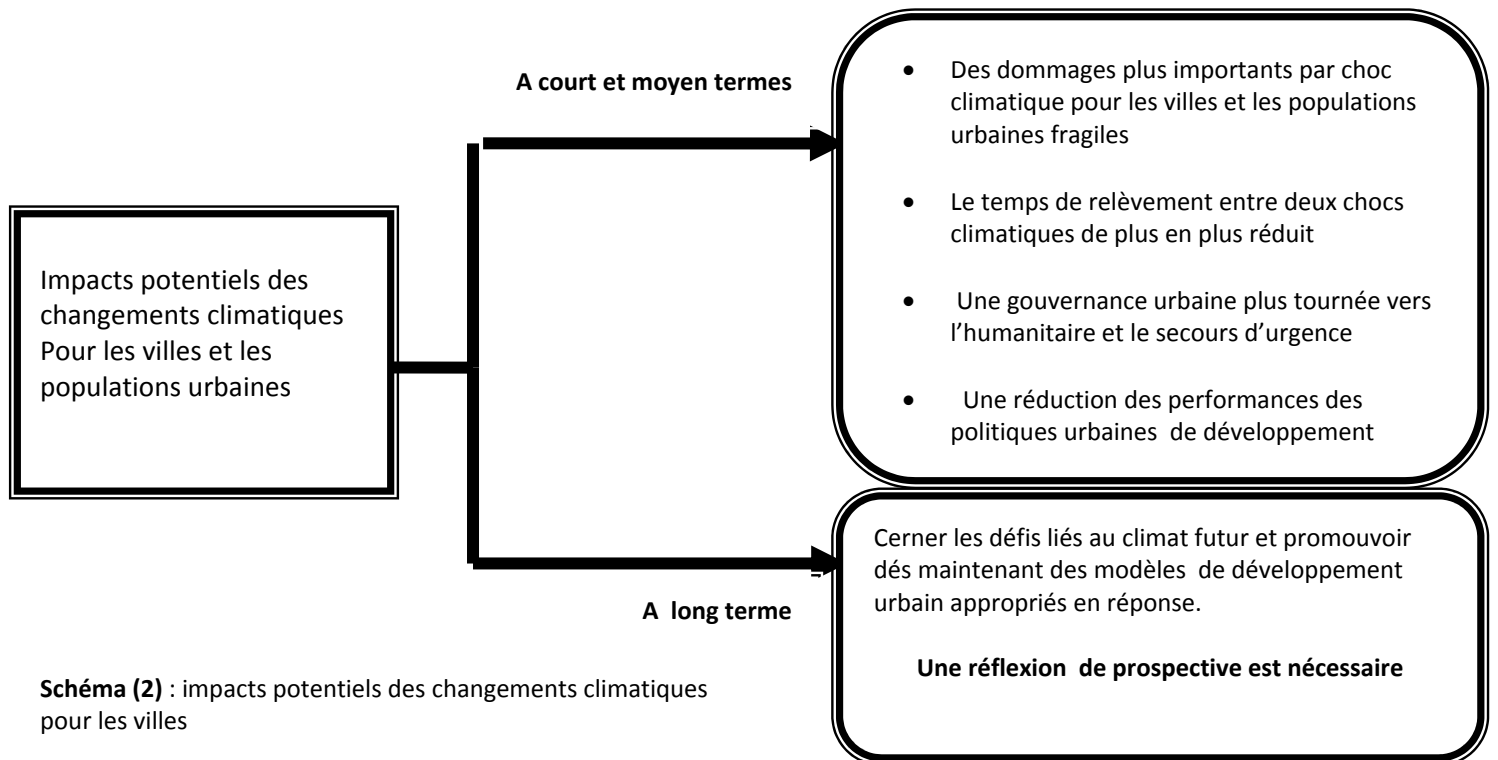 Impacts potentiels des
changements climatiques
Pour les villes et les
populations urbaines
A court et moyen termes
• Des dommages plus importants par choc
climatique pour les villes et les populations
urbaines fragiles
• Le temps de relèvement entre deux chocs
climatiques de plus en plus réduit
• Une gouvernance urbaine plus tournée vers
l’humanitaire et le secours d’urgence
• Une réduction des performances des
politiques urbaines de développement
A long terme
Cerner les défis liés au climat futur et promouvoir
dés maintenant des modèles de développement
urbain appropriés en réponse.
Une réflexion de prospective est nécessaire
Schéma (2) : impacts potentiels des changements climatiques
pour les villes